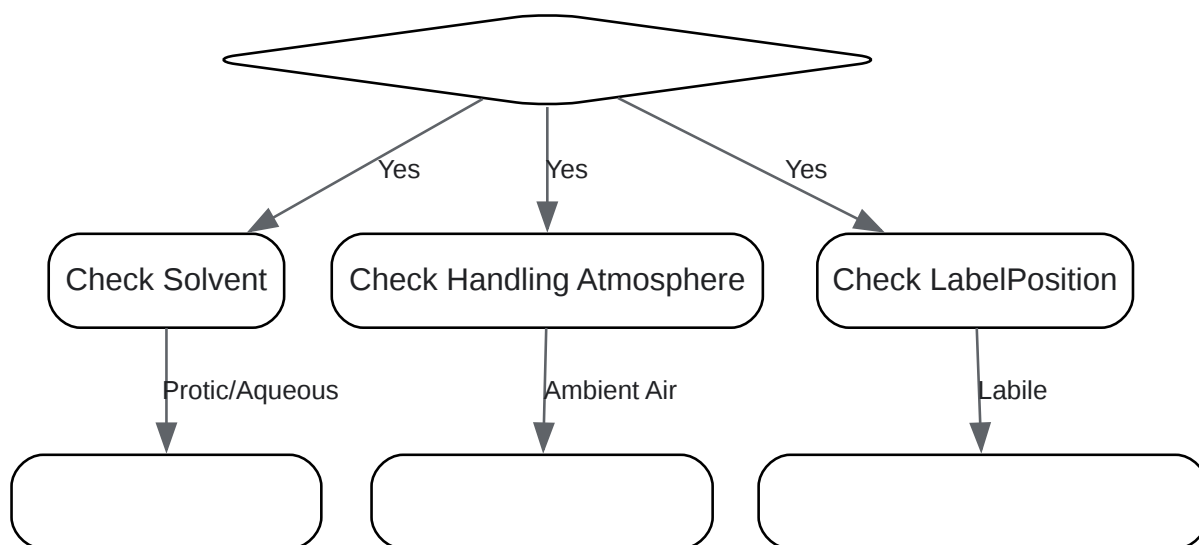 Yes
Yes
Yes
Check Solvent
Check Handling Atmosphere
Check LabelPosition
Protic/Aqueous
Ambient Air
Labile